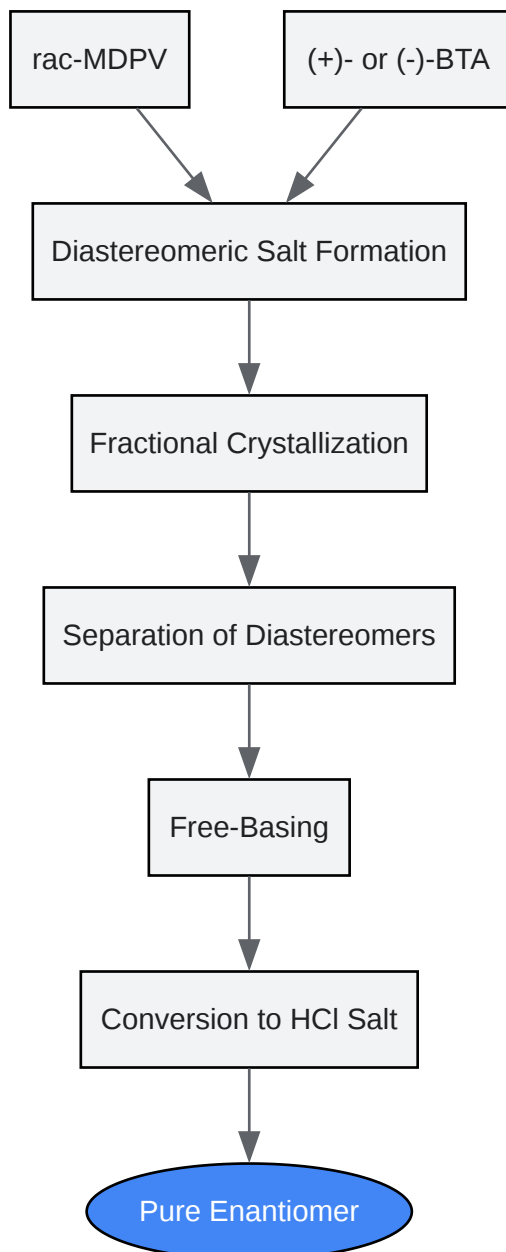 rac-MDPV
(+)- or (-)-BTA
Diastereomeric Salt Formation
Fractional Crystallization
Separation of Diastereomers
Free-Basing
Conversion to HCl Salt
Pure Enantiomer